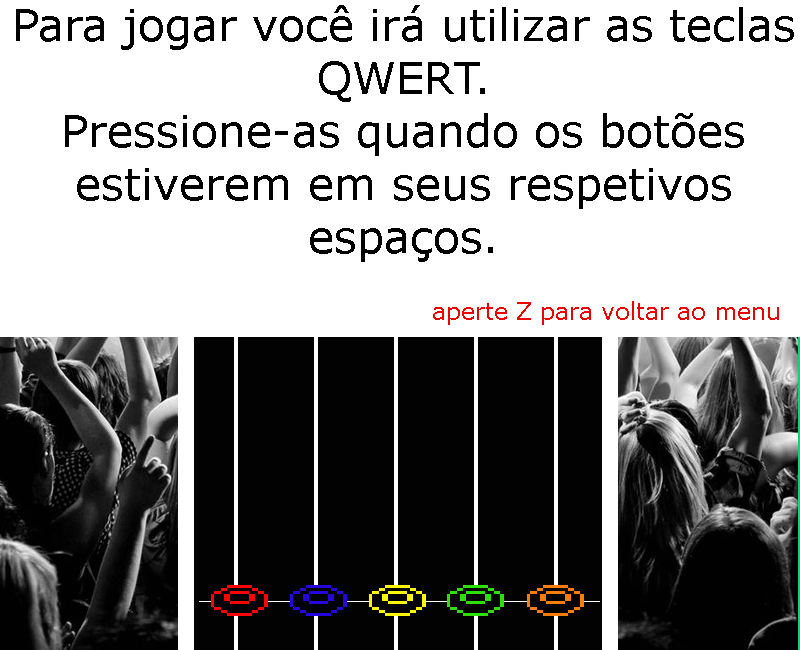 Para jogar você irá utilizar as teclas
QWERT.
Pressione-as quando os botões
estiverem em seus respetivos
espaços.
aperte Z para voltar ao menu